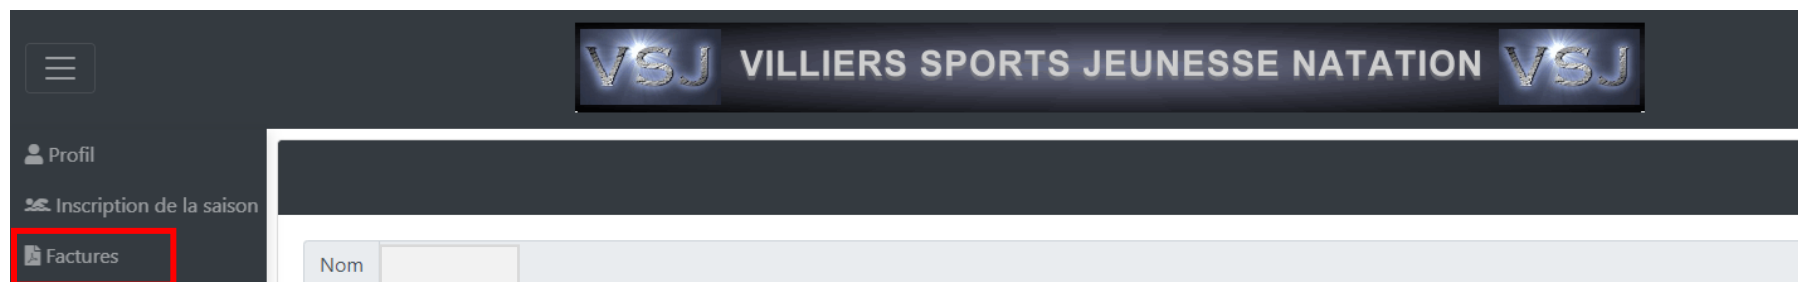 VSJ VILLIERS SPORTS JEUNESSE NATATION VSJ
Profil
Inscription de la saison
Factures
Nom